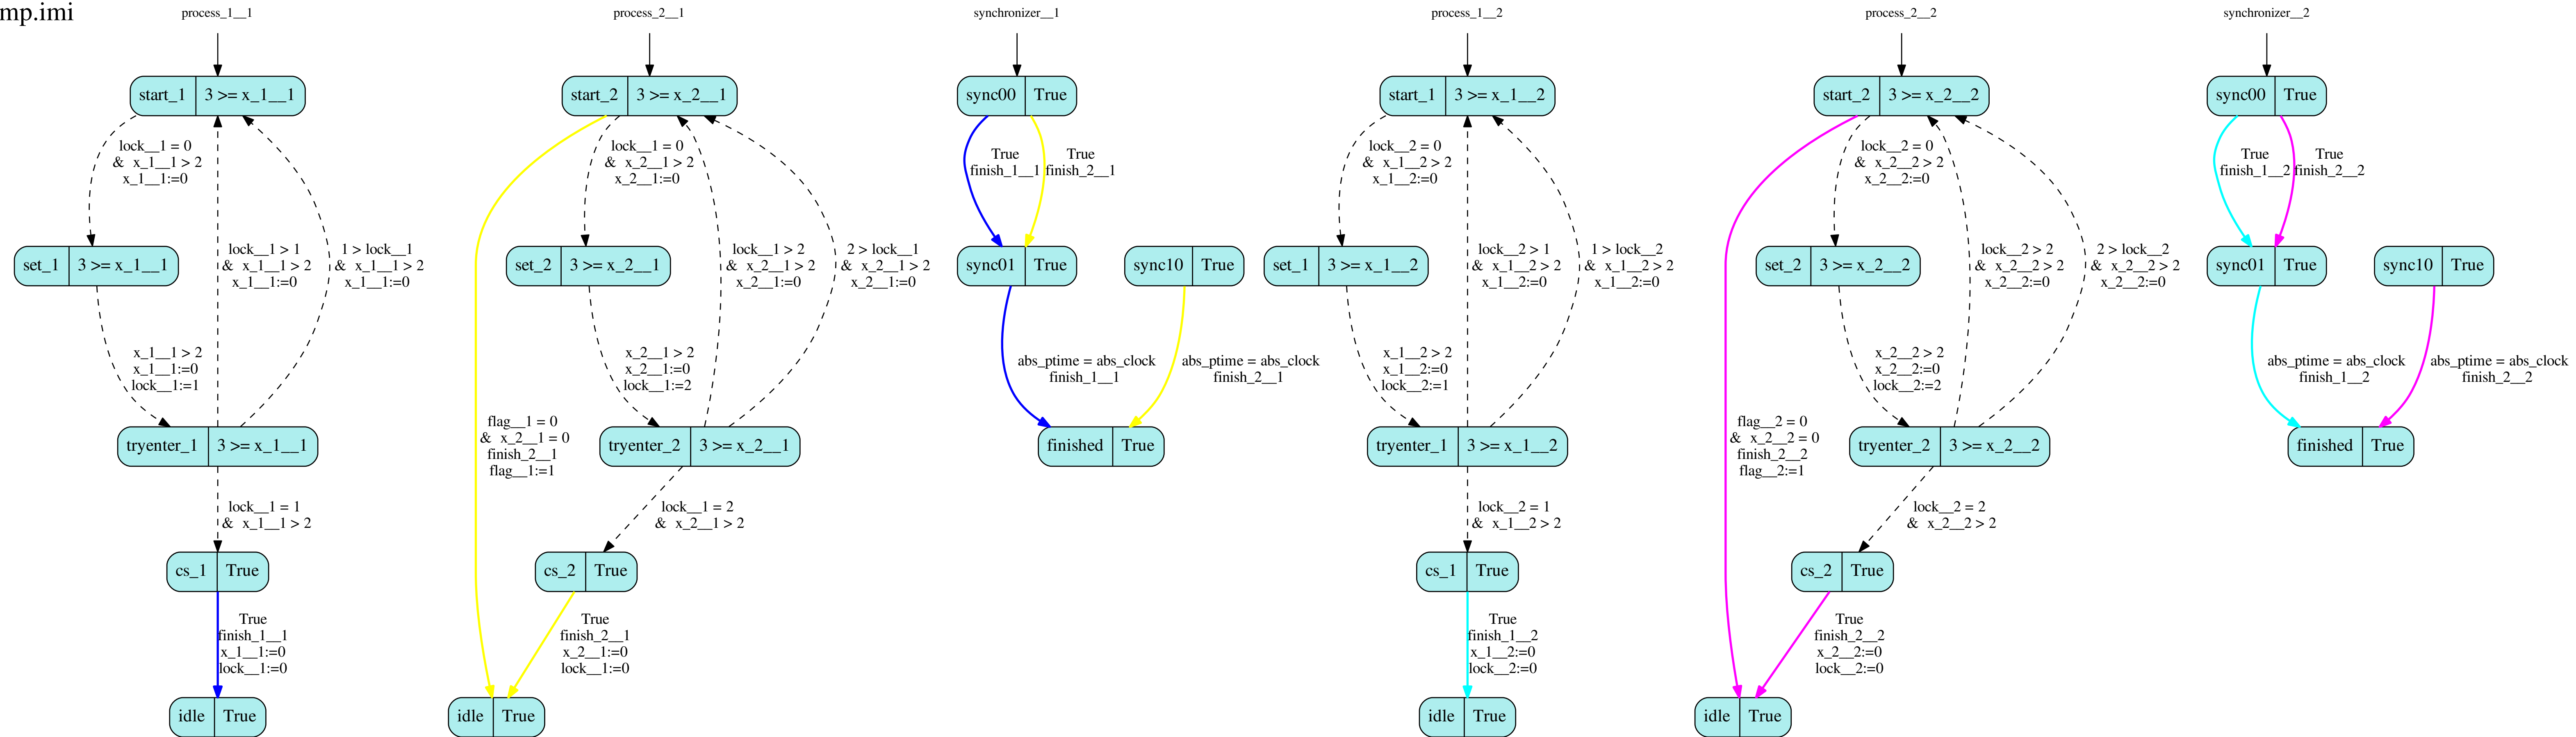 mp.imi
process_1__1
start_1 3 >= x_1__1
lock__1 = 0
& x_1__1 > 2
x_1__1:=0
set_1 3 >= x_1__1
lock__1 > 1
& x_1__1 > 2
x_1__1:=0
1 > lock__1
& x_1__1 > 2
x_1__1:=0
x_1__1 > 2
x_1__1:=0
lock__1:=1
tryenter_1 3 >= x_1__1
lock__1 = 1
& x_1__1 > 2
cs_1 True
True
finish_1__1
x_1__1:=0
lock__1:=0
idle True
process_2__1
start_2 3 >= x_2__1
lock__1 = 0
& x_2__1 > 2
x_2__1:=0
set_2 3 >= x_2__1
lock__1 > 2
& x_2__1 > 2
x_2__1:=0
2 > lock__1
& x_2__1 > 2
x_2__1:=0
x_2__1 > 2
x_2__1:=0
lock__1:=2
flag__1 = 0
& x_2__1 = 0
finish_2__1
flag__1:=1
tryenter_2 3 >= x_2__1
lock__1 = 2
& x_2__1 > 2
cs_2 True
True
finish_2__1
x_2__1:=0
lock__1:=0
idle True
synchronizer__1
sync00 True
True
finish_1__1
True
finish_2__1
sync01 True
sync10 True
abs_ptime = abs_clock
finish_1__1
abs_ptime = abs_clock
finish_2__1
finished True
process_1__2
start_1 3 >= x_1__2
lock__2 = 0
& x_1__2 > 2
x_1__2:=0
set_1 3 >= x_1__2
lock__2 > 1
& x_1__2 > 2
x_1__2:=0
1 > lock__2
& x_1__2 > 2
x_1__2:=0
x_1__2 > 2
x_1__2:=0
lock__2:=1
tryenter_1 3 >= x_1__2
lock__2 = 1
& x_1__2 > 2
cs_1 True
True
finish_1__2
x_1__2:=0
lock__2:=0
idle True
process_2__2
start_2 3 >= x_2__2
lock__2 = 0
& x_2__2 > 2
x_2__2:=0
set_2 3 >= x_2__2
lock__2 > 2
& x_2__2 > 2
x_2__2:=0
2 > lock__2
& x_2__2 > 2
x_2__2:=0
x_2__2 > 2
x_2__2:=0
lock__2:=2
flag__2 = 0
& x_2__2 = 0
finish_2__2
flag__2:=1
tryenter_2 3 >= x_2__2
lock__2 = 2
& x_2__2 > 2
cs_2 True
True
finish_2__2
x_2__2:=0
lock__2:=0
idle True
synchronizer__2
sync00 True
True
finish_1__2
True
finish_2__2
sync01 True
sync10 True
abs_ptime = abs_clock
finish_1__2
abs_ptime = abs_clock
finish_2__2
finished True